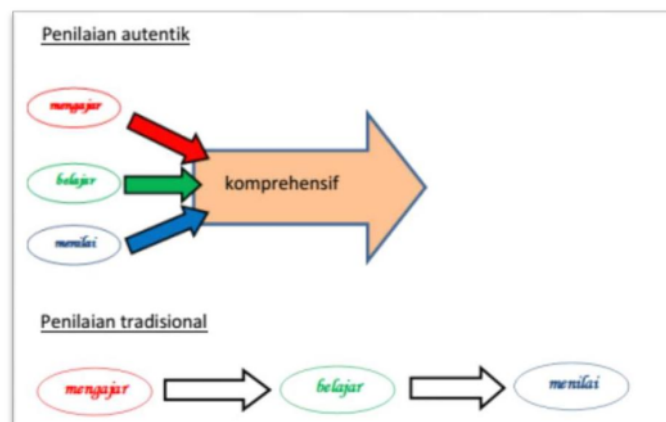 Penilaian autentik
mengajar
belajar
menilai
komprehensif
Penilaian tradisional
mengajar
belajar
menilai